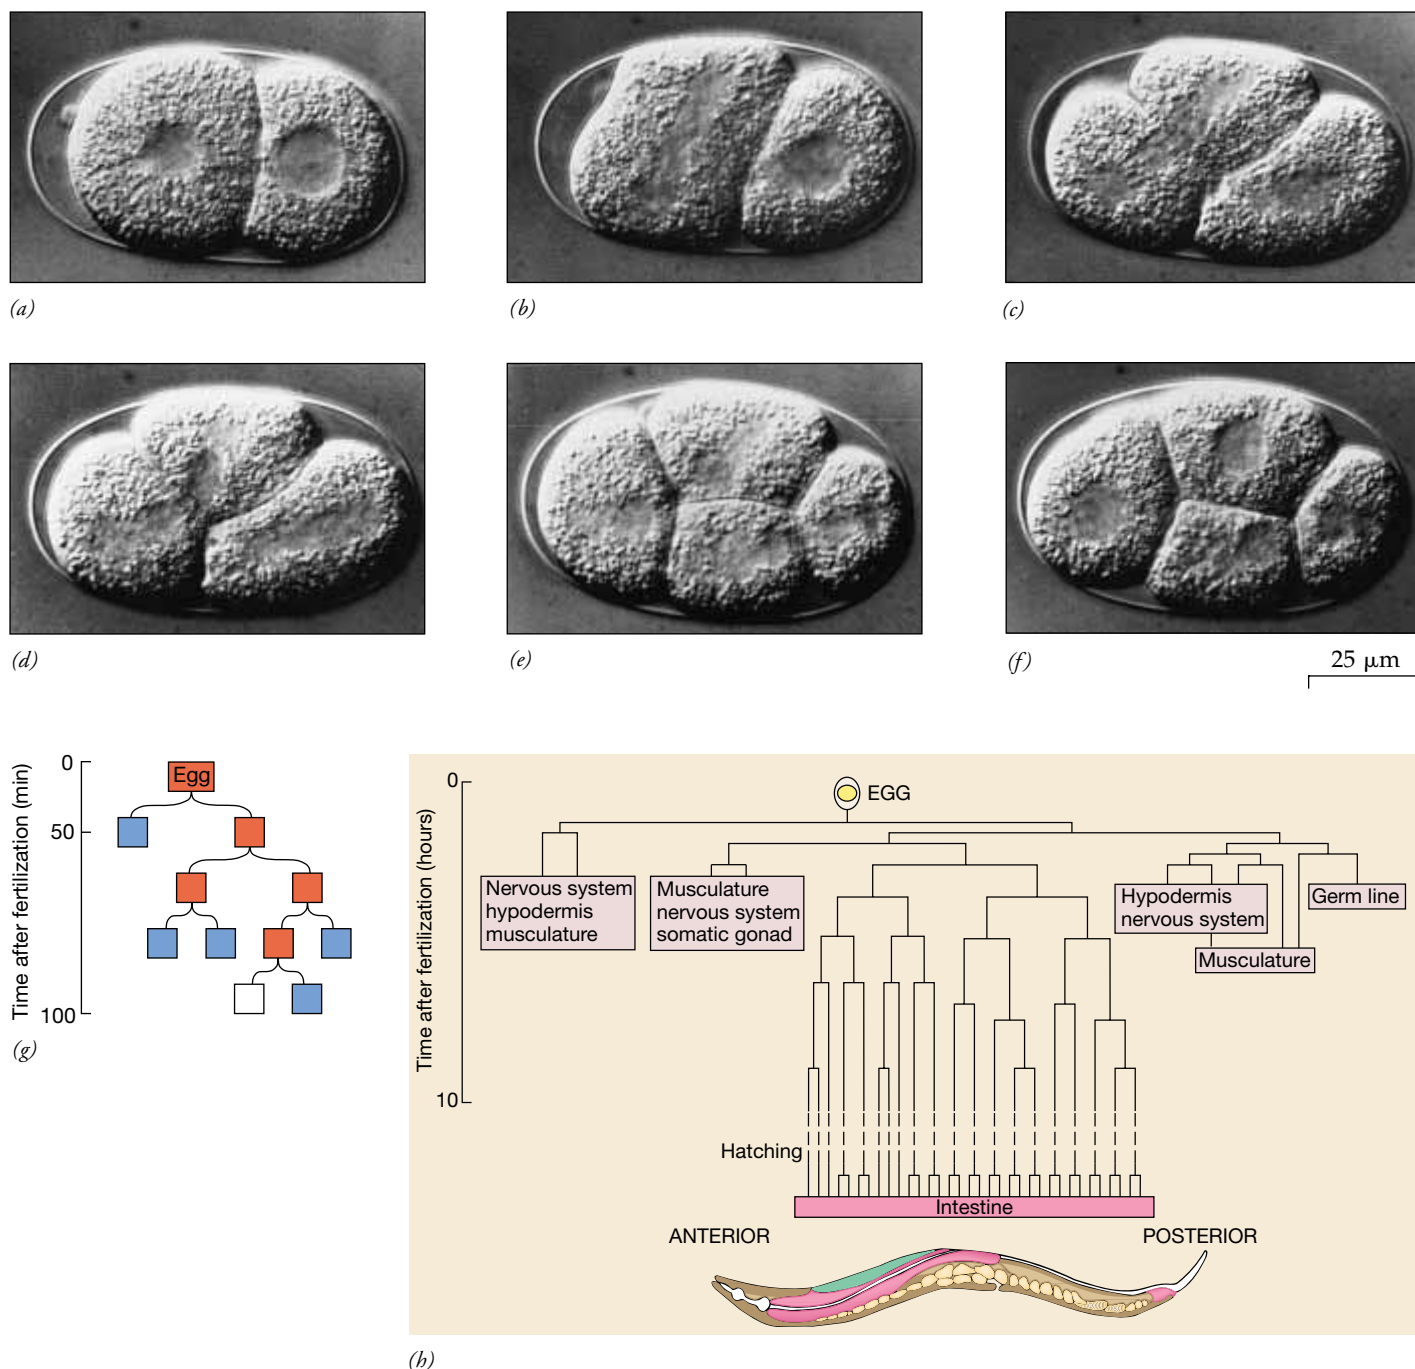 (a)
(b)
(c)
(d)
(e)
(f)
25 μm
Time after fertilization (min)
0
50
100
Egg
(g)
Time after fertilization (hours)
0
10
EGG
Nervous system
hypodermis
musculature
Musculature
nervous system
somatic gonad
Hypodermis
nervous system
Musculature
Germ line
Hatching
Intestine
ANTERIOR
POSTERIOR
(h)